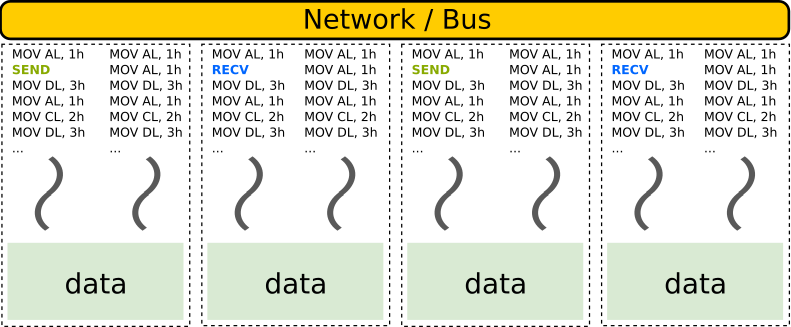 Network / Bus
MOV AL, 1h
SEND
MOV DL, 3h
MOV AL, 1h
MOV CL, 2h
MOV DL, 3h
...
MOV AL, 1h
MOV AL, 1h
MOV DL, 3h
MOV AL, 1h
MOV CL, 2h
MOV DL, 3h
...
data
MOV AL, 1h
RECV
MOV DL, 3h
MOV AL, 1h
MOV CL, 2h
MOV DL, 3h
...
MOV AL, 1h
MOV AL, 1h
MOV DL, 3h
MOV AL, 1h
MOV CL, 2h
MOV DL, 3h
...
data
MOV AL, 1h
SEND
MOV DL, 3h
MOV AL, 1h
MOV CL, 2h
MOV DL, 3h
...
MOV AL, 1h
MOV AL, 1h
MOV DL, 3h
MOV AL, 1h
MOV CL, 2h
MOV DL, 3h
...
data
MOV AL, 1h
RECV
MOV DL, 3h
MOV AL, 1h
MOV CL, 2h
MOV DL, 3h
...
MOV AL, 1h
MOV AL, 1h
MOV DL, 3h
MOV AL, 1h
MOV CL, 2h
MOV DL, 3h
...
data